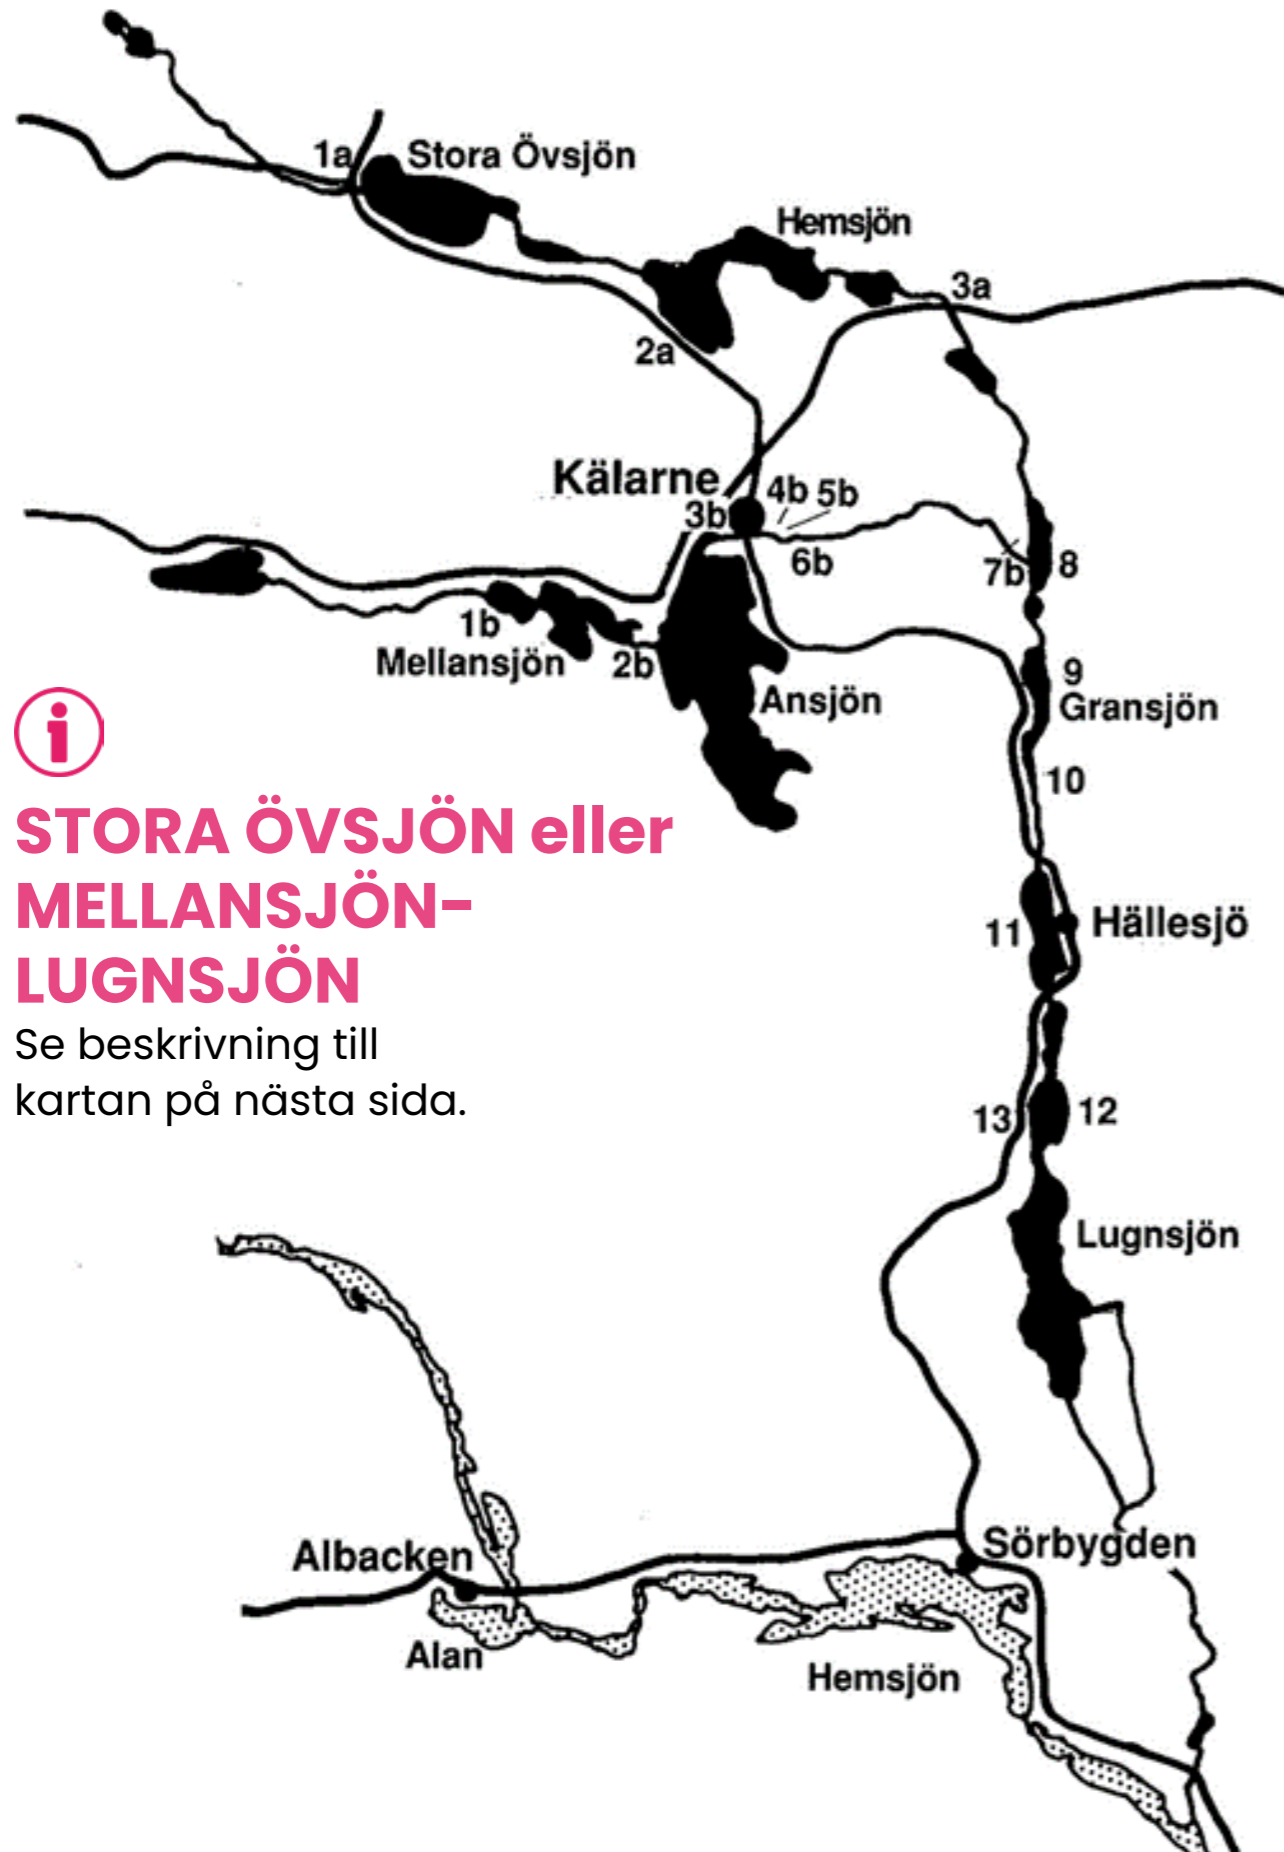 1a
Stora Övsjön
Hemsjön
3a
2a
Kälarne
4b 5b
3b
6b
7b
8
1b
Mellansjön
2b
9
Ansjön
Gransjön
10
STORA ÖVSJÖN eller
MELLANSJÖN-
LUGNSJÖN
Se beskrivning till
kartan på nästa sida.
11
Hällesjö
13
12
Lugnsjön
Albacken
Sörbygden
Alan
Hemsjön